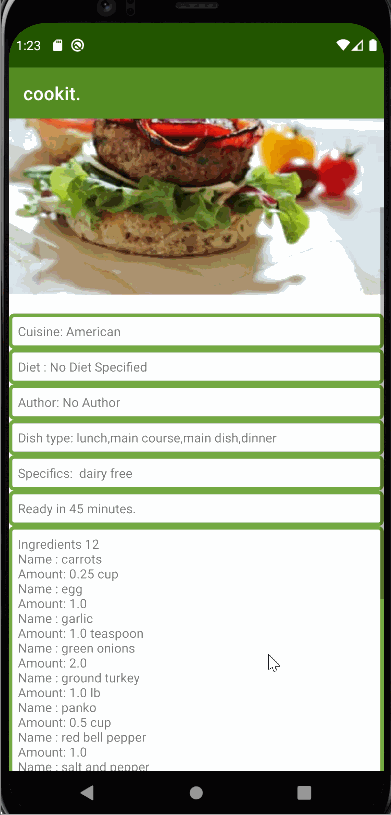 1:23
cookit.
Cuisine: American
Diet : No Diet Specified
Author: No Author
Dish type: lunch,main course,main dish,dinner
Specifics:  dairy free
Ready in 45 minutes.
Ingredients 12
Name : carrots
Amount: 0.25 cup
Name : egg
Amount: 1.0
Name : garlic
Amount: 1.0 teaspoon
Name : green onions
Amount: 2.0
Name : ground turkey
Amount: 1.0 lb
Name : panko
Amount: 0.5 cup
Name : red bell pepper
Amount: 1.0
Name : salt and pepper